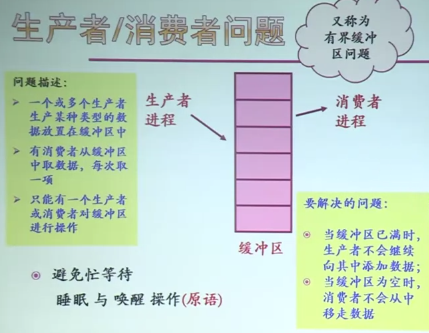 生产者/消费者问题
又称为
有界缓冲
区问题
问题描述：
➢ 一个或多个生产者
生产某种类型的数
据放置在缓冲区中
➢ 有消费者从缓冲区
中取数据，每次取
一项
➢ 只能有一个生产者
或消费者对缓冲区
进行操作
生产者
进程
消费者
进程
缓冲区
要解决的问题：
当缓冲区已满时，
生产者不会继续
向其中添加数据；
当缓冲区为空时，
消费者不会从中
移走数据
避免忙等待
睡眠 与 唤醒 操作(原语)